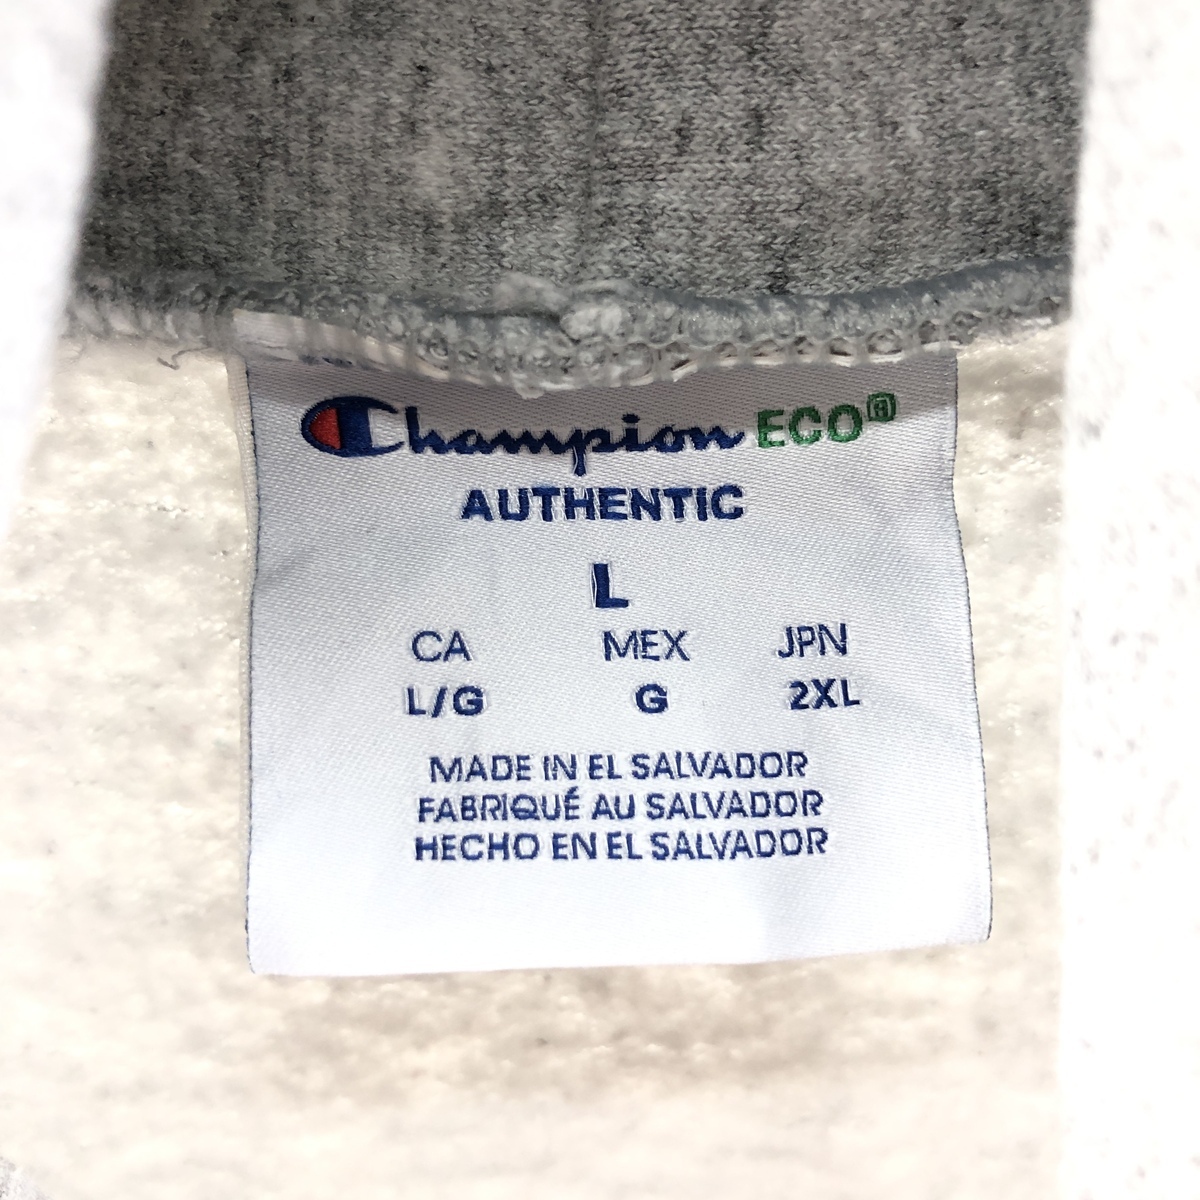 Champion ECO®
AUTHENTIC
L
CA MEX JPN
L/G G 2XL
MADE IN EL SALVADOR
FABRIQUÉ AU SALVADOR
HECHO EN EL SALVADOR